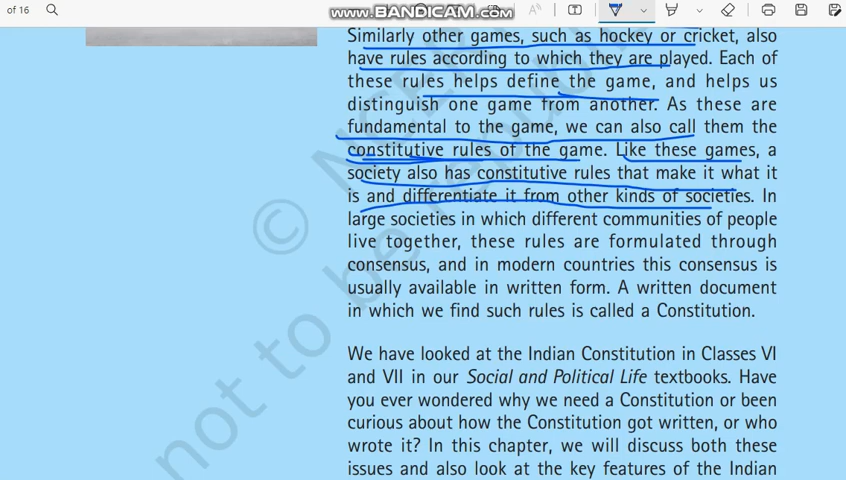 www.BANDICAM.com
of 16
Similarly other games, such as hockey or cricket, also
have rules according to which they are played. Each of
these rules helps define the game, and helps us
distinguish one game from another. As these are
fundamental to the game, we can also call them the
constitutive rules of the game. Like these games, a
society also has constitutive rules that make it what it
is and differentiate it from other kinds of societies. In
large societies in which different communities of people
live together, these rules are formulated through
consensus, and in modern countries this consensus is
usually available in written form. A written document
in which we find such rules is called a Constitution.
We have looked at the Indian Constitution in Classes VI
and VII in our Social and Political Life textbooks. Have
you ever wondered why we need a Constitution or been
curious about how the Constitution got written, or who
wrote it? In this chapter, we will discuss both these
issues and also look at the key features of the Indian
© N
not to be